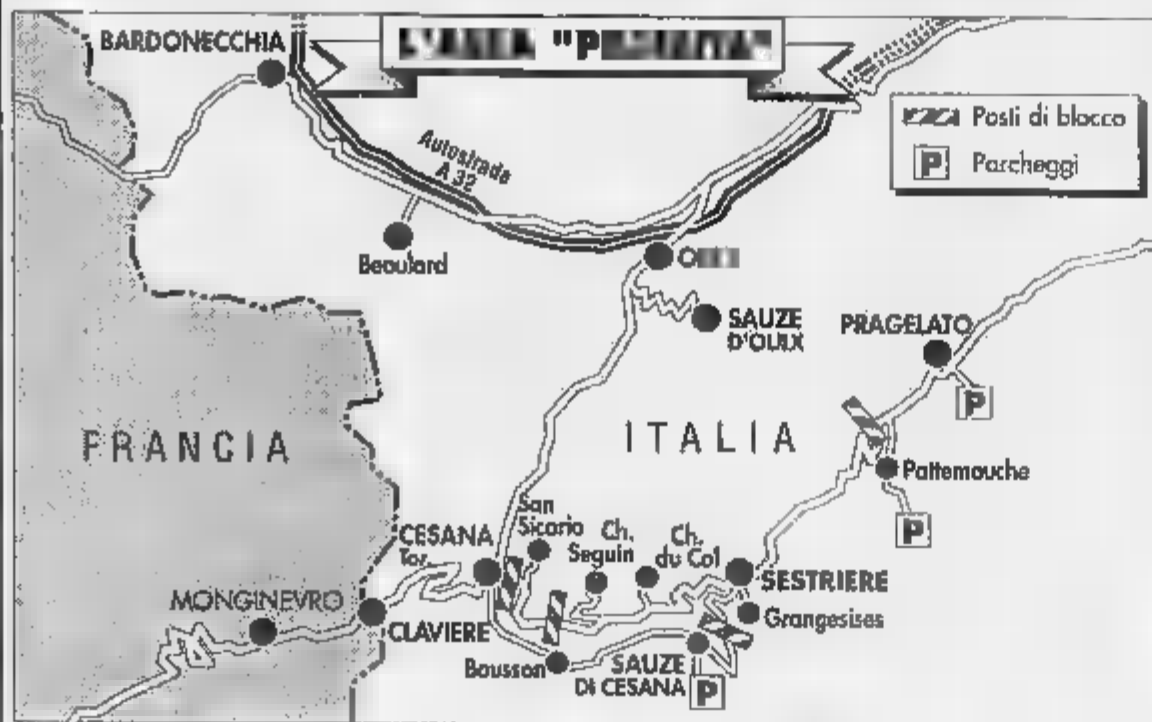 BARDONECCHIA
"P
Posti di blocco
P Parcheggi
Autostrada
A 32
Beaulard
SAUZE
D'OULX
PRAGELATO
P
FRANCIA
ITALIA
Pattemouche
P
San
Sicario
Ch.
Seguin
Ch.
du Col
CESANA
Tor.
SESTRIERE
MONGINEVRO
CLAVIERE
Grangesises
Bousson
SAUZE
DI CESANA
P